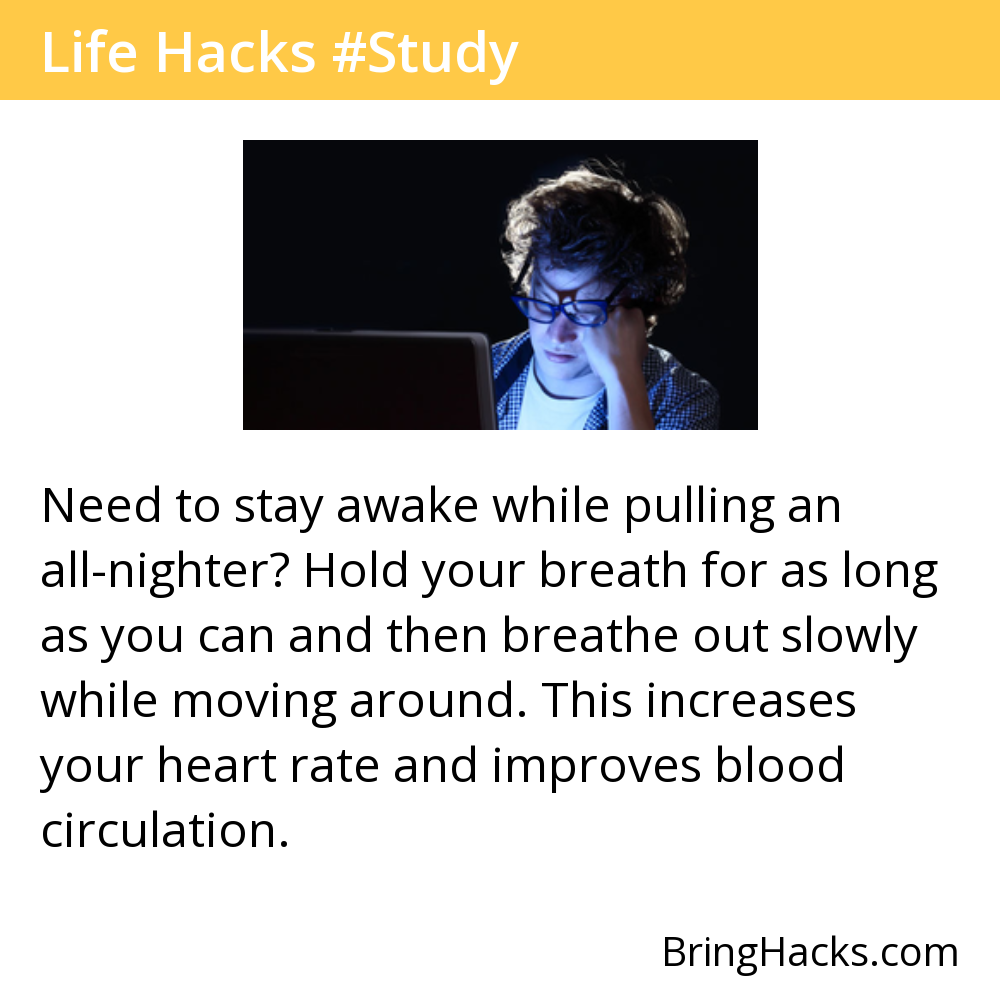 Life Hacks #Study
Need to stay awake while pulling an
all-nighter? Hold your breath for as long
as you can and then breathe out slowly
while moving around. This increases
your heart rate and improves blood
circulation.
BringHacks.com